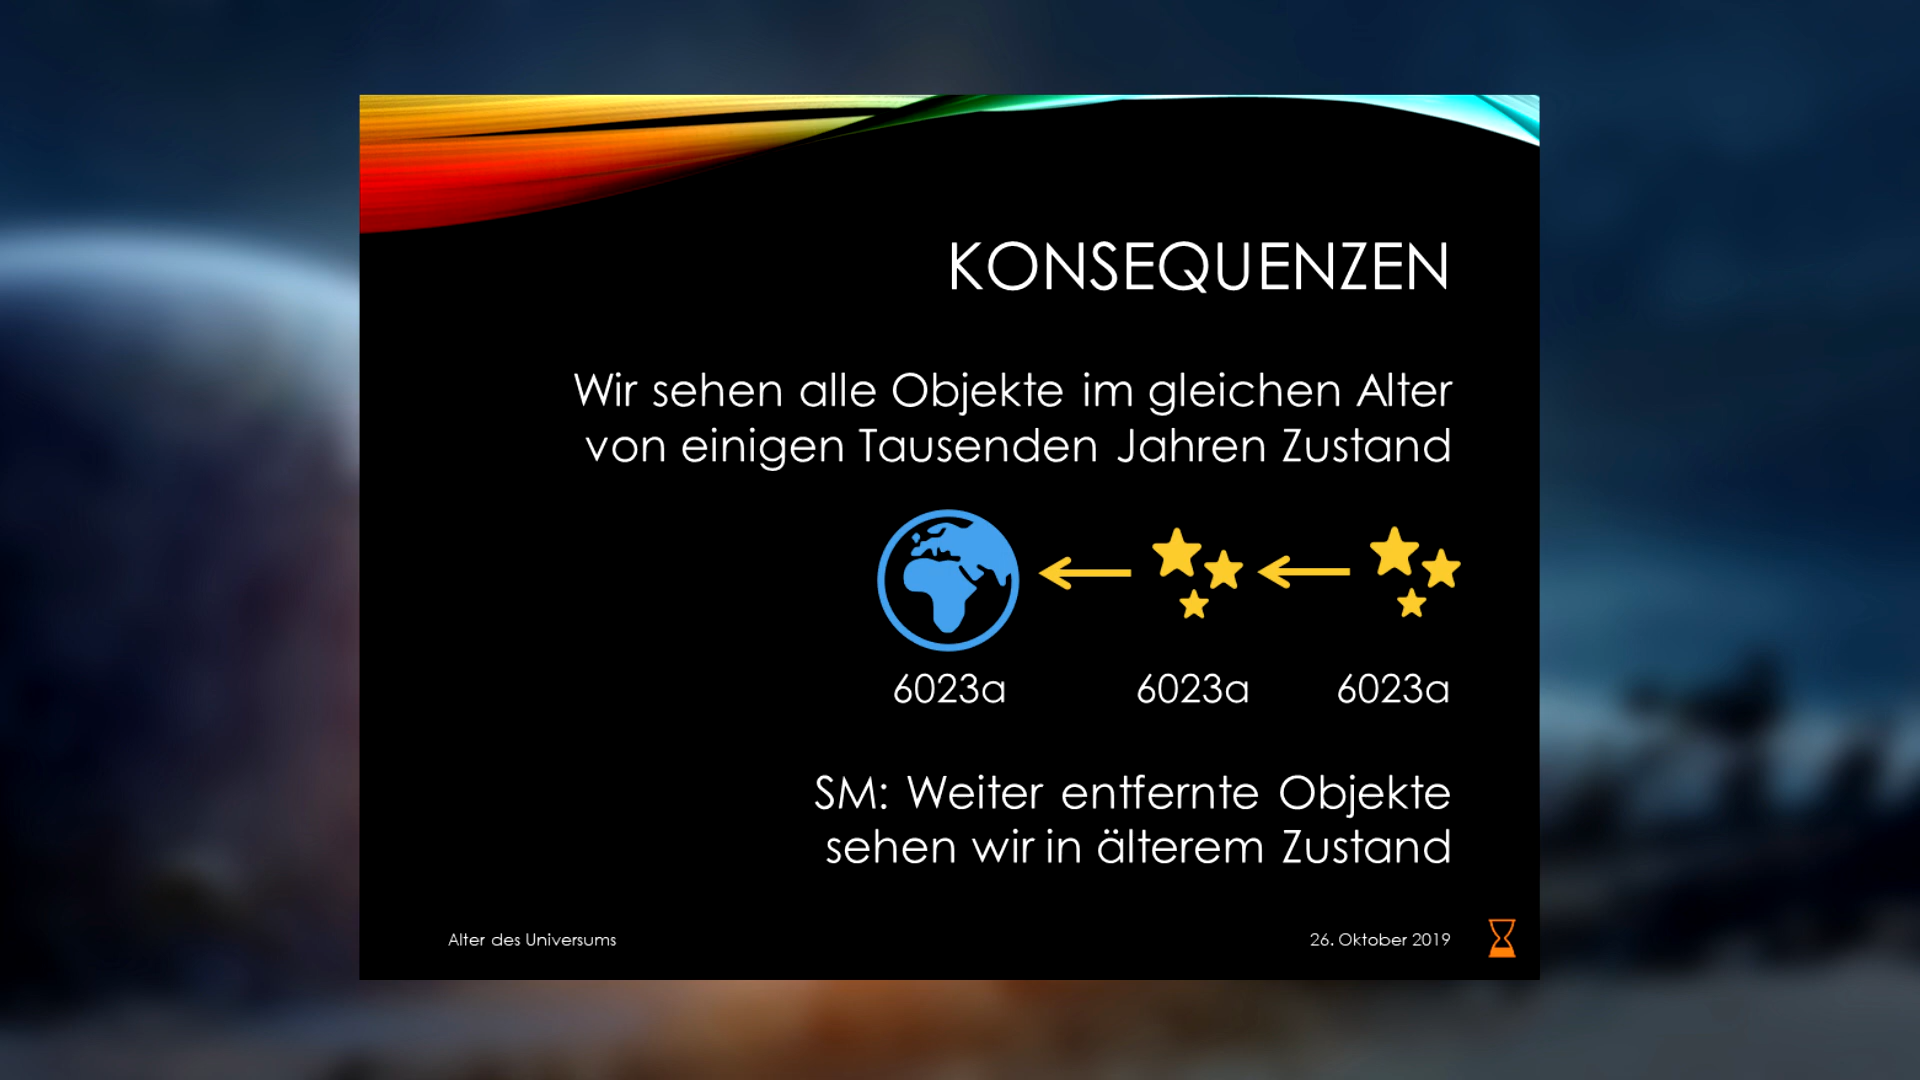 KONSEQUENZEN
Wir sehen alle Objekte im gleichen Alter
von einigen Tausenden Jahren Zustand
6023a 6023a 6023a
SM: Weiter entfernte Objekte
sehen wir in älterem Zustand
Alter des Universums 26. Oktober 2019